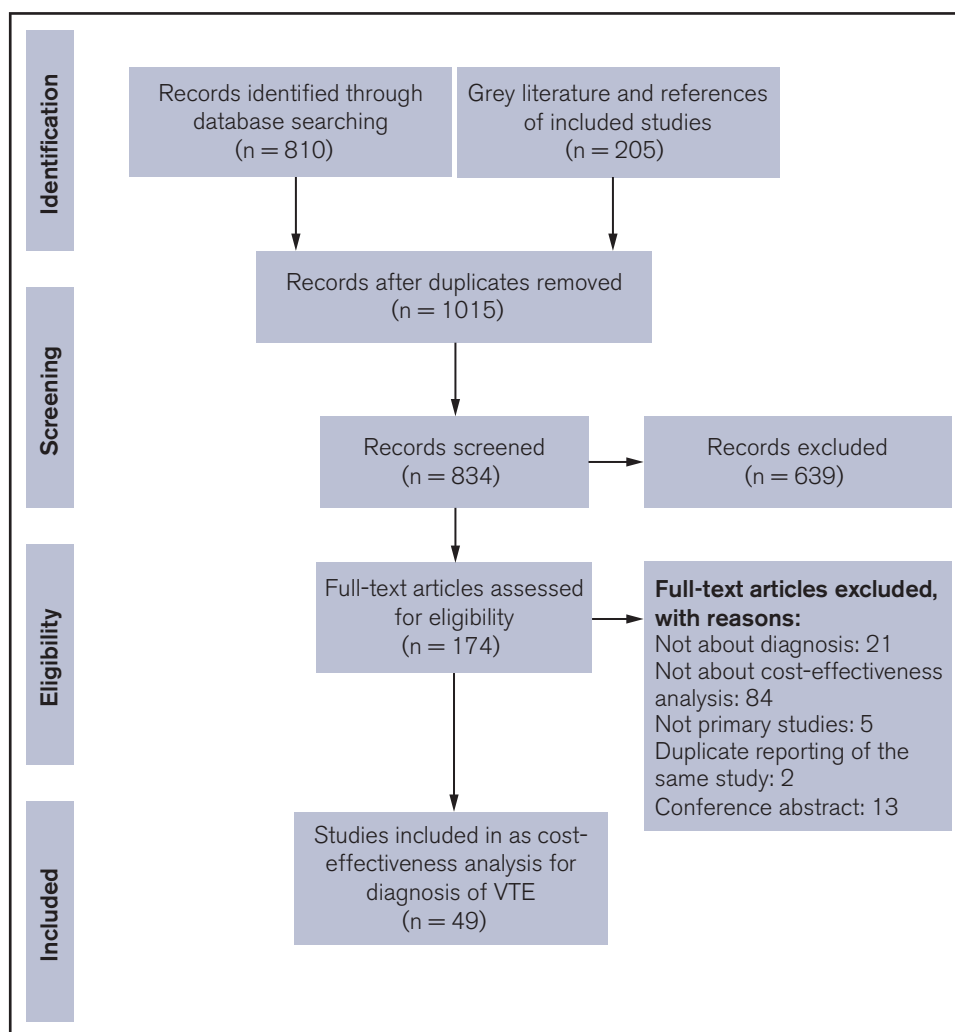 Identification
Records identified through
database searching
(n = 810)
Grey literature and references
of included studies
(n = 205)
Records after duplicates removed
(n = 1015)
Screening
Records screened
(n = 834)
Records excluded
(n = 639)
Eligibility
Full-text articles assessed
for eligibility
(n = 174)
Full-text articles excluded,
with reasons:
Not about diagnosis: 21
Not about cost-effectiveness
analysis: 84
Not primary studies: 5
Duplicate reporting of the
same study: 2
Conference abstract: 13
Included
Studies included in as cost-
effectiveness analysis for
diagnosis of VTE
(n = 49)